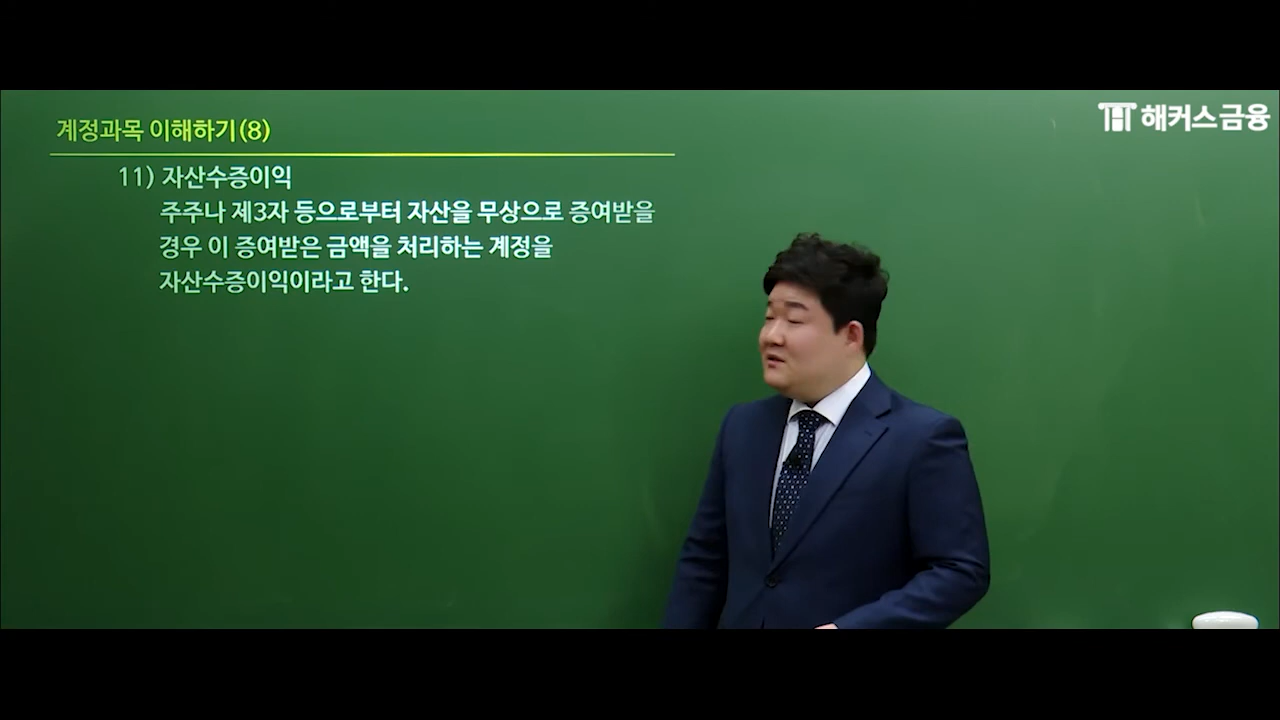 계정과목 이해하기(8)
해커스금융
11) 자산수증이익
주주나 제3자 등으로부터 자산을 무상으로 증여받을
경우 이 증여받은 금액을 처리하는 계정을
자산수증이익이라고 한다.